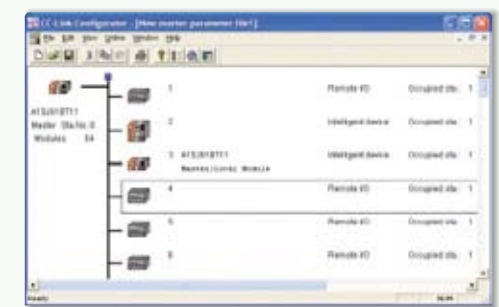 CC-Link Configurator - [New master parameter file1]
File Edit View Online Window Help
1 Remote I/O Occupied sta. 1
A1SJ61BT11
Master Sta.No.0
Modules 64
2 Intelligent device Occupied sta. 1
3 A1SJ61BT11 Intelligent device Occupied sta. 1
Master/Local Module
4 Remote I/O Occupied sta. 1
5 Remote I/O Occupied sta. 1
6 Remote I/O Occupied sta. 1
Ready
NUM